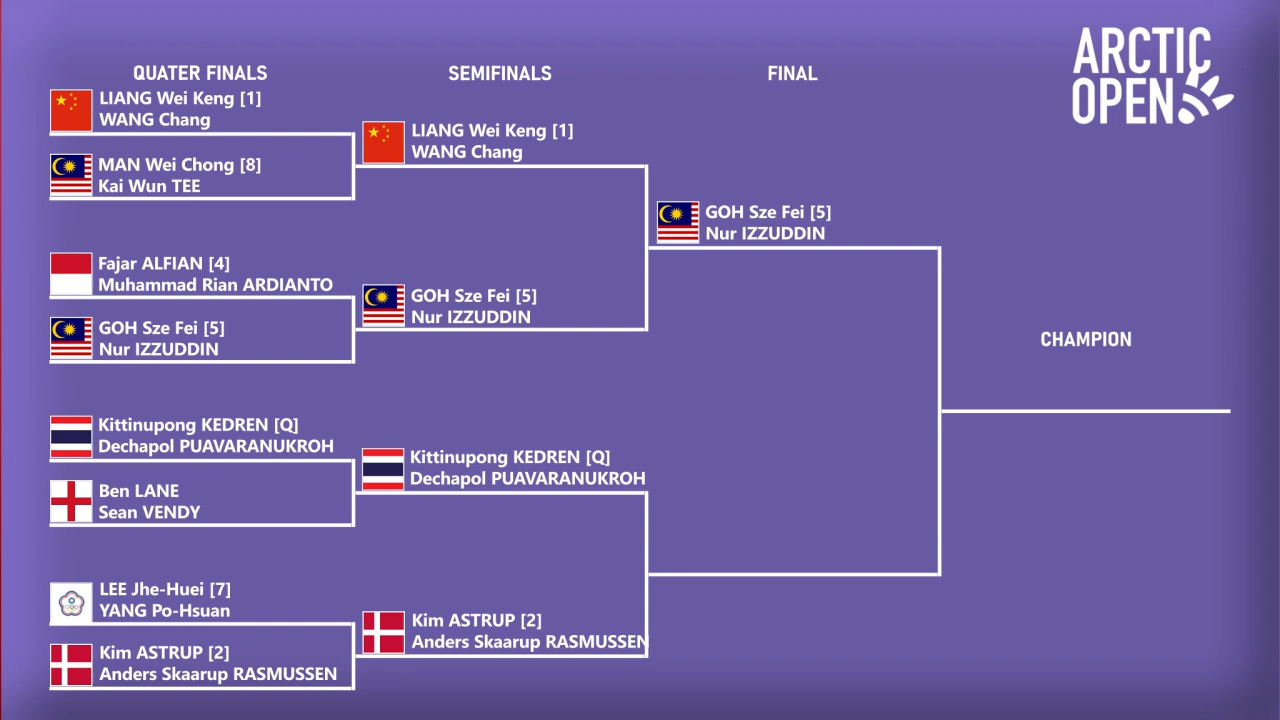 ARCTIC
OPEN
QUATER FINALS
SEMIFINALS
FINAL
LIANG Wei Keng [1]
WANG Chang
MAN Wei Chong [8]
Kai Wun TEE
Fajar ALFIAN [4]
Muhammad Rian ARDIANTO
GOH Sze Fei [5]
Nur IZZUDDIN
Kittinupong KEDREN [Q]
Dechapol PUAVARANUKROH
Ben LANE
Sean VENDY
LEE Jhe-Huei [7]
YANG Po-Hsuan
Kim ASTRUP [2]
Anders Skaarup RASMUSSEN
LIANG Wei Keng [1]
WANG Chang
GOH Sze Fei [5]
Nur IZZUDDIN
Kittinupong KEDREN [Q]
Dechapol PUAVARANUKROH
Kim ASTRUP [2]
Anders Skaarup RASMUSSEN
GOH Sze Fei [5]
Nur IZZUDDIN
CHAMPION